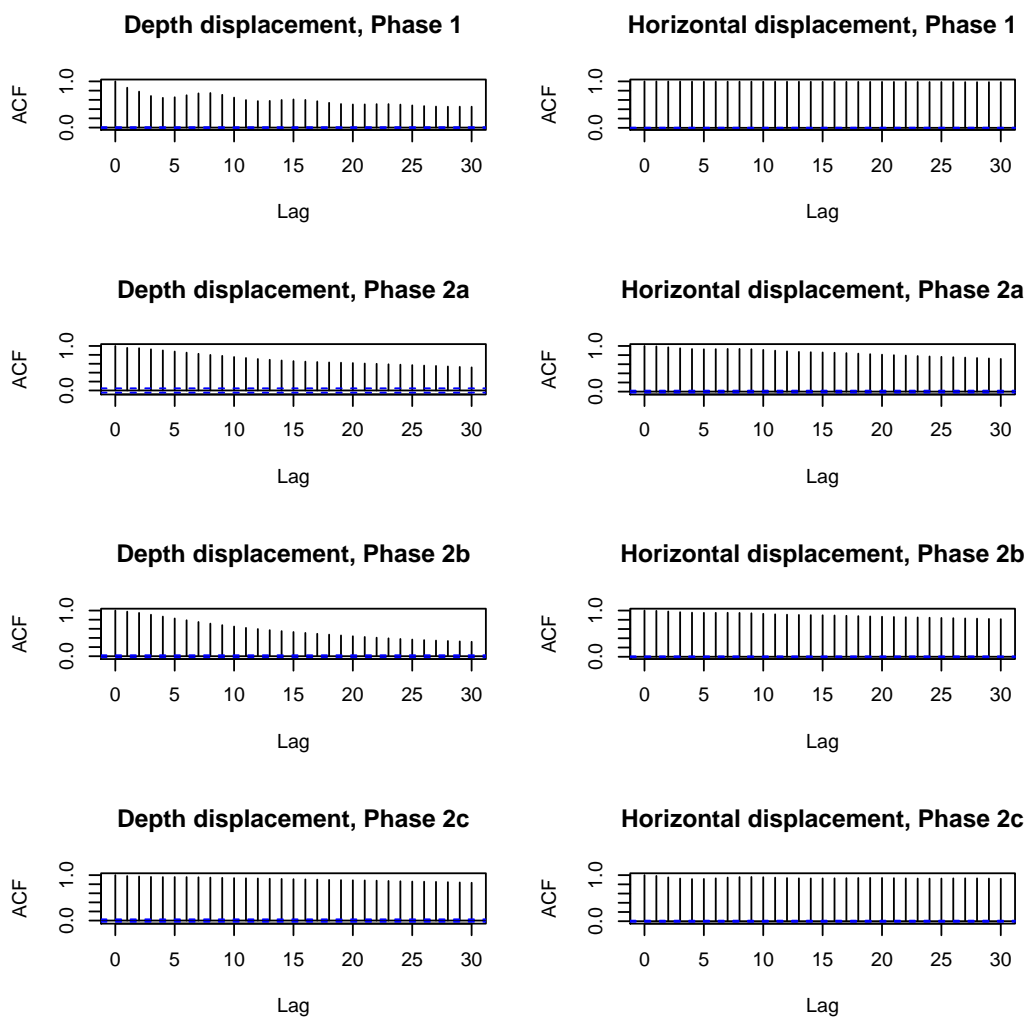 Depth displacement, Phase 1
ACF
0.0 1.0
0 5 10 15 20 25 30
Lag
Horizontal displacement, Phase 1
ACF
0.0 1.0
0 5 10 15 20 25 30
Lag
Depth displacement, Phase 2a
ACF
0.0 1.0
0 5 10 15 20 25 30
Lag
Horizontal displacement, Phase 2a
ACF
0.0 1.0
0 5 10 15 20 25 30
Lag
Depth displacement, Phase 2b
ACF
0.0 1.0
0 5 10 15 20 25 30
Lag
Horizontal displacement, Phase 2b
ACF
0.0 1.0
0 5 10 15 20 25 30
Lag
Depth displacement, Phase 2c
ACF
0.0 1.0
0 5 10 15 20 25 30
Lag
Horizontal displacement, Phase 2c
ACF
0.0 1.0
0 5 10 15 20 25 30
Lag